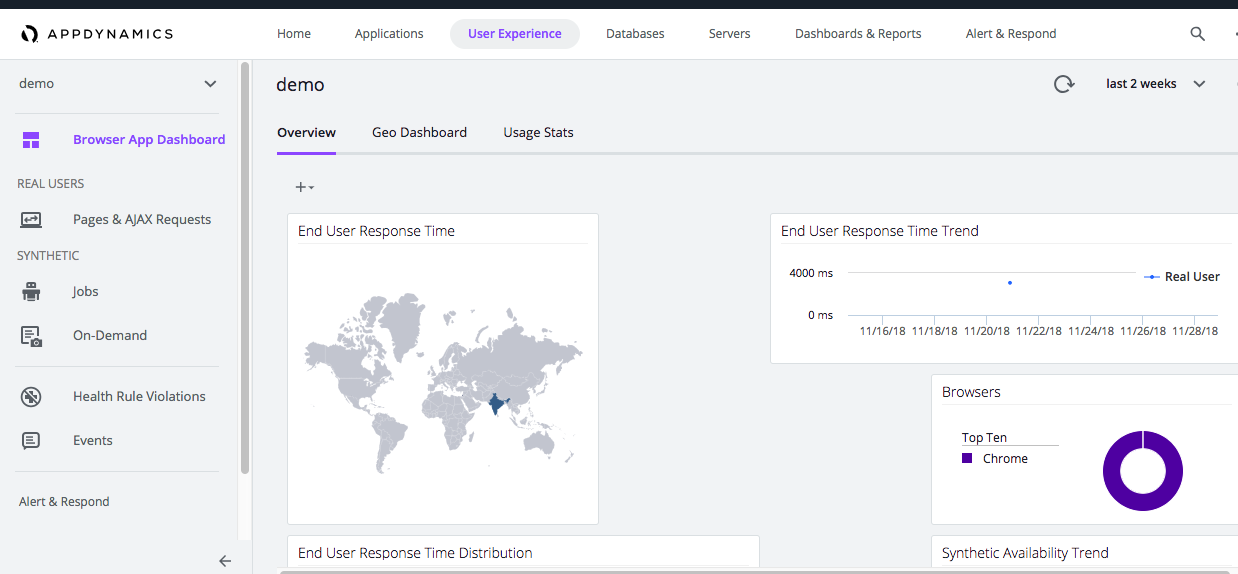 APPDYNAMICS
Home Applications User Experience Databases Servers Dashboards & Reports Alert & Respond
demo
Browser App Dashboard
REAL USERS
Pages & AJAX Requests
SYNTHETIC
Jobs
On-Demand
Health Rule Violations
Events
Alert & Respond
demo
last 2 weeks
Overview Geo Dashboard Usage Stats
End User Response Time
End User Response Time Trend
4000 ms
Real User
0 ms
11/16/18 11/18/18 11/20/18 11/22/18 11/24/18 11/26/18 11/28/18
Browsers
Top Ten
Chrome
End User Response Time Distribution
Synthetic Availability Trend